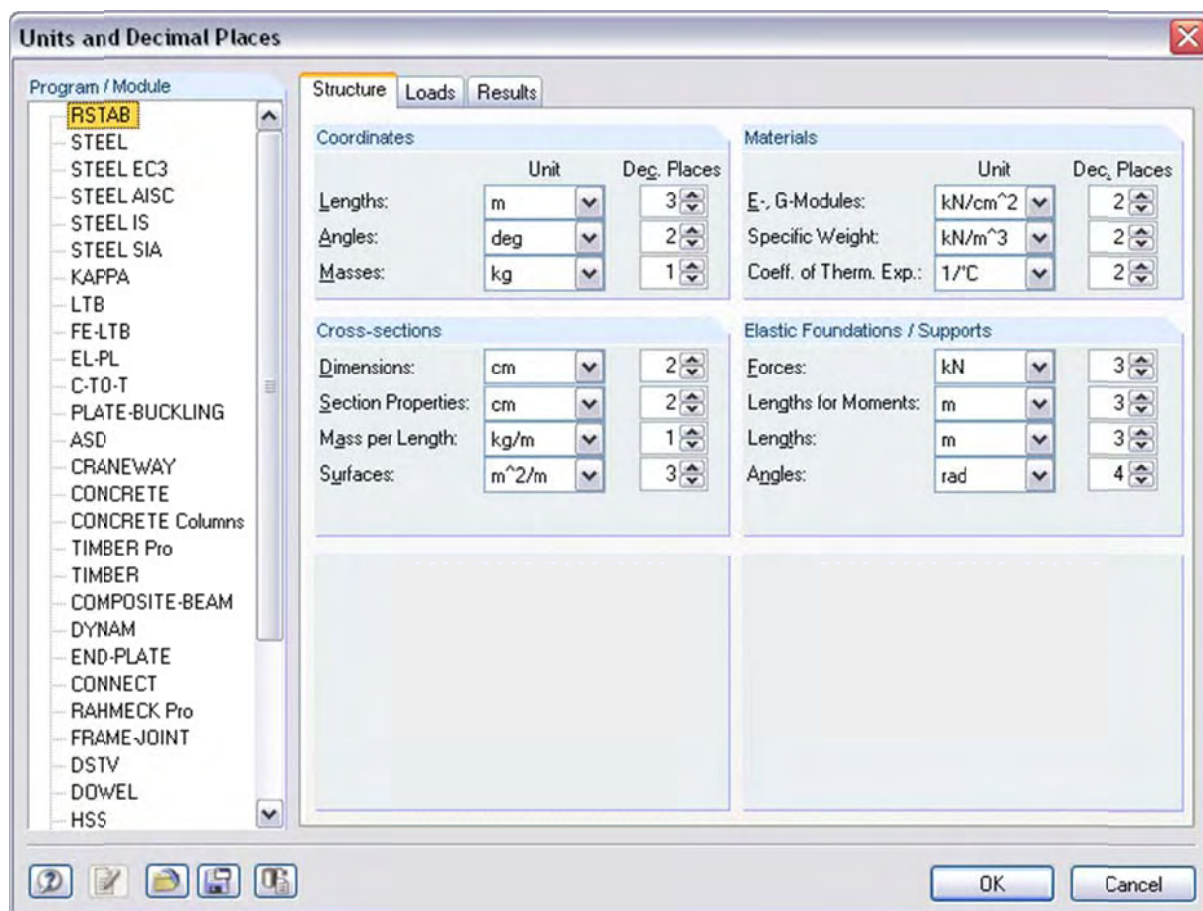 Units and Decimal Places
Program / Module
RSTAB
STEEL
STEEL EC3
STEEL AISC
STEEL IS
STEEL SIA
KAPPA
LTB
FE-LTB
EL-PL
C-TO-T
PLATE-BUCKLING
ASD
CRANEWAY
CONCRETE
CONCRETE Columns
TIMBER Pro
TIMBER
COMPOSITE-BEAM
DYNAM
END-PLATE
CONNECT
RAHMECK Pro
FRAME-JOINT
DSTV
DOWEL
HSS
Structure Loads Results
Coordinates
Unit Dec. Places
Lengths: m 3
Angles: deg 2
Masses: kg 1
Materials
Unit Dec. Places
E-, G-Modules: kN/cm^2 2
Specific Weight: kN/m^3 2
Coeff. of Therm. Exp.: 1/°C 2
Cross-sections
Dimensions: cm 2
Section Properties: cm 2
Mass per Length: kg/m 1
Surfaces: m^2/m 3
Elastic Foundations / Supports
Forces: kN 3
Lengths for Moments: m 3
Lengths: m 3
Angles: rad 4
OK Cancel